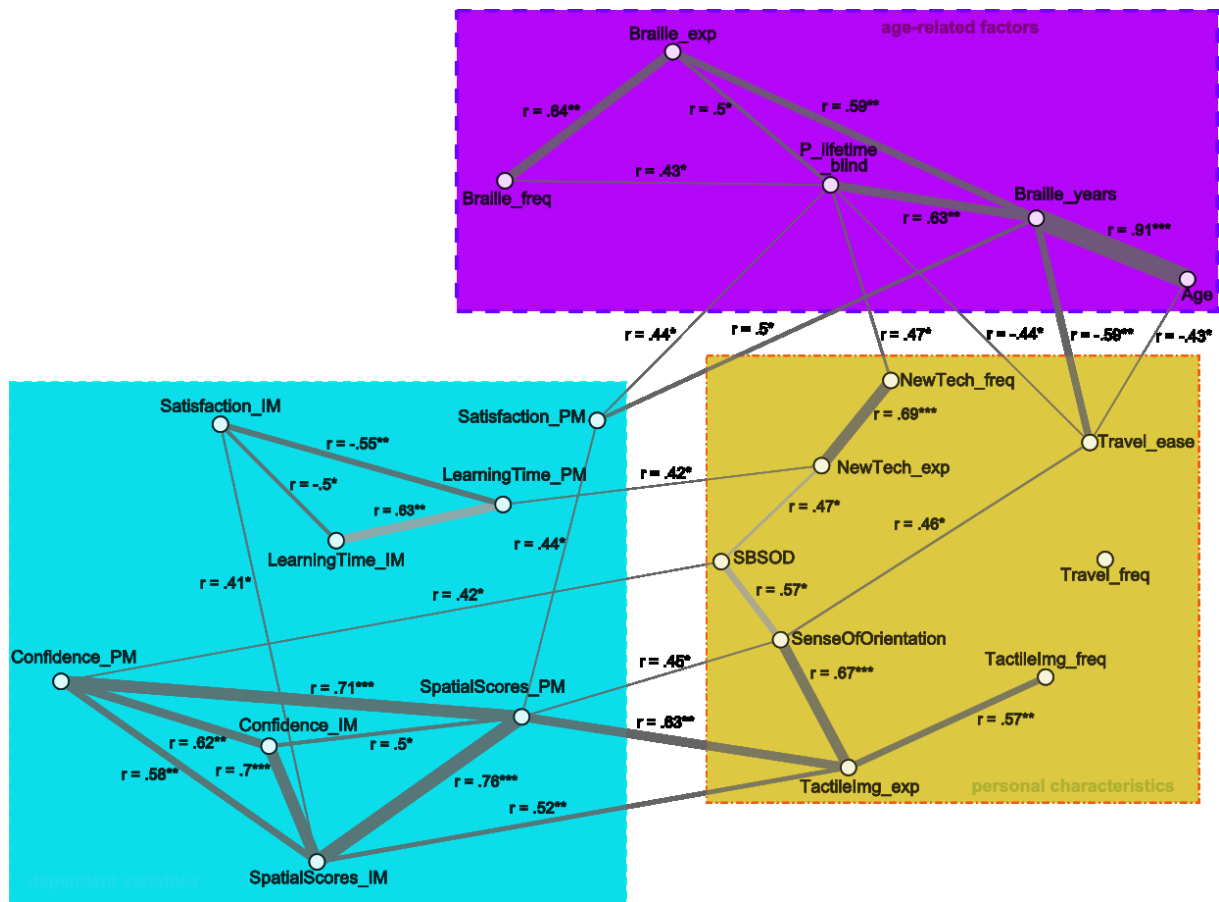 age-related factors
Braille_exp
r = .64**
r = .5*
r = .59**
P_lifetime
_blind
r = .43*
Braille_freq
Braille_years
r = .63**
r = .91***
Age
r = .44*
r = .5*
r = .47*
r = -.44*
r = -.59**
r = -.43*
NewTech_freq
Satisfaction_IM
Satisfaction_PM
r = .69***
Travel_ease
r = -.55**
LearningTime_PM
r = .42*
NewTech_exp
r = -.5*
r = .63**
r = .47*
r = .46*
LearningTime_IM
r = .44*
SBSOD
Travel_freq
r = .41*
r = .42*
r = .57*
SenseOfOrientation
Confidence_PM
r = .45*
r = .67***
TactileImg_freq
r = .71***
SpatialScores_PM
Confidence_IM
r = .63**
r = .57**
r = .62**
r = .5*
r = .58**
r = .7***
r = .76***
TactileImg_exp
personal characteristics
r = .52**
SpatialScores_IM
dependent variables